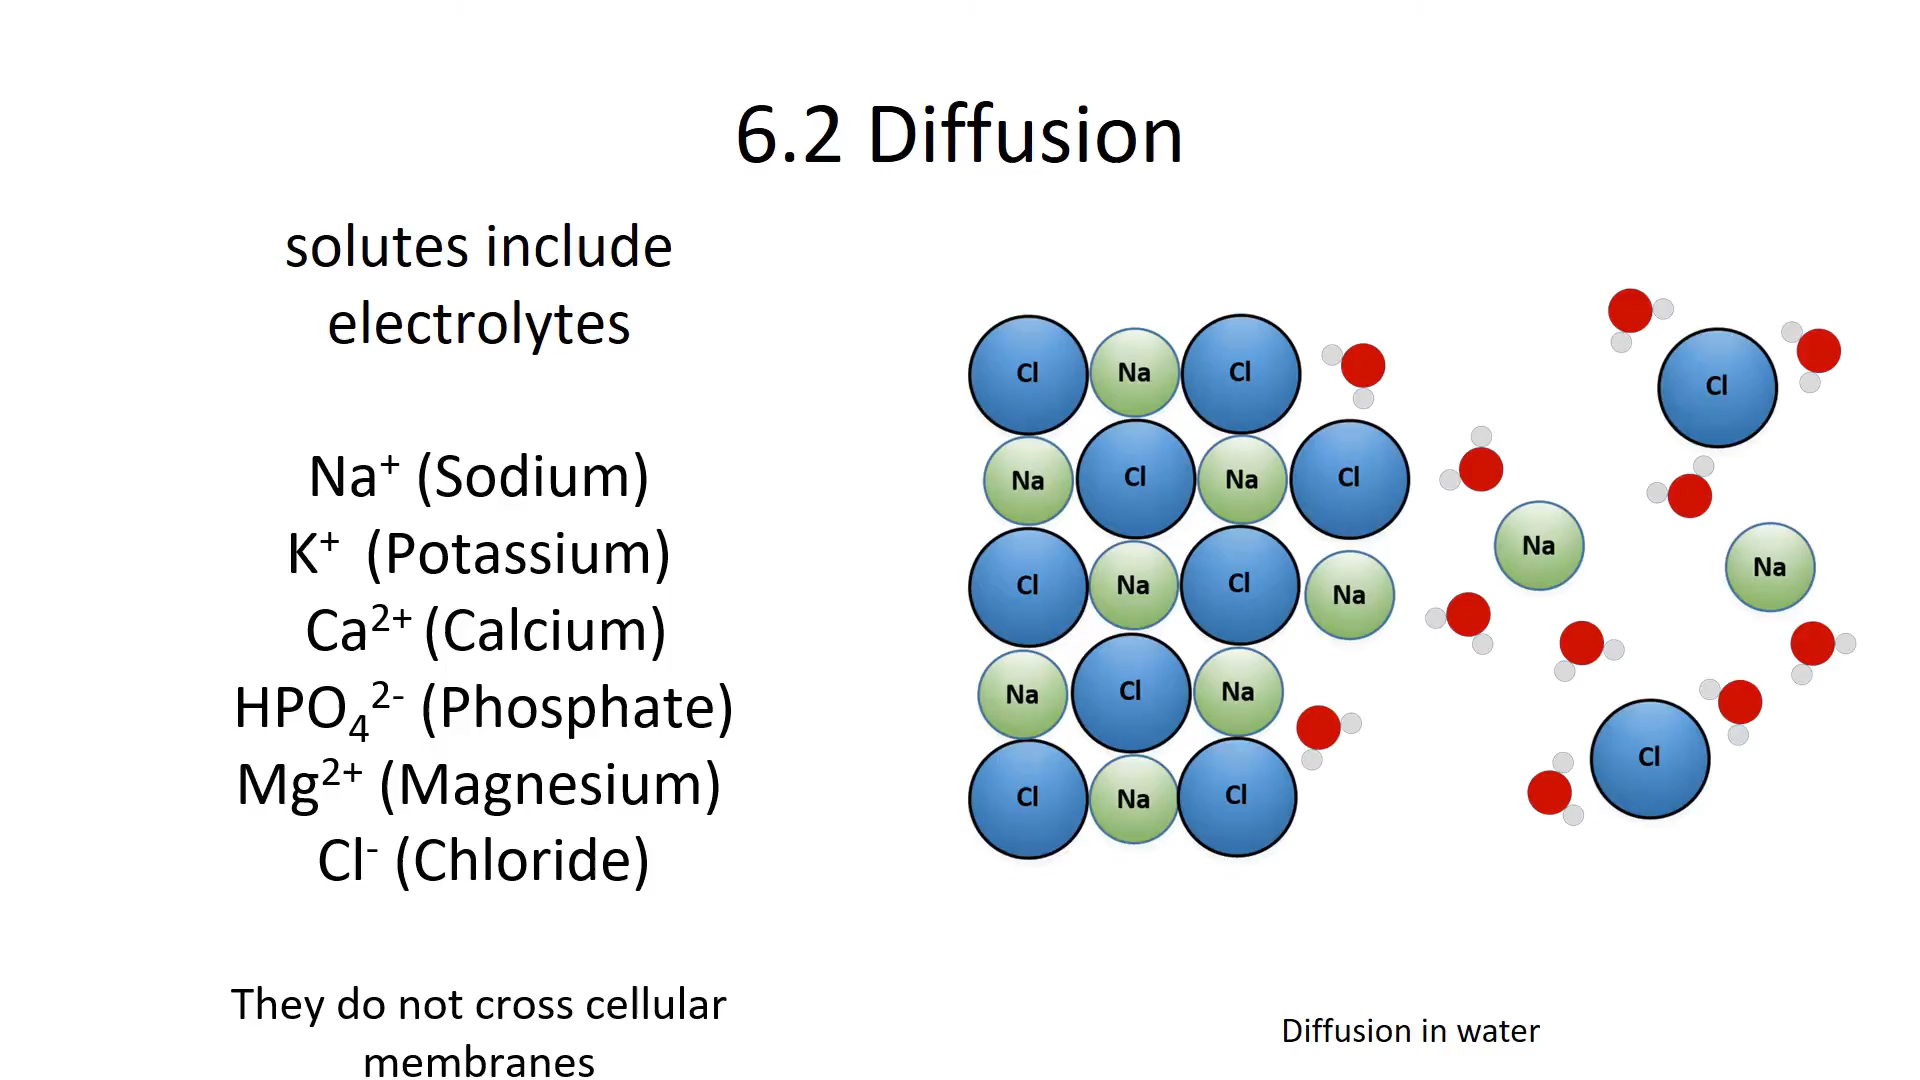 6.2 Diffusion
solutes include
electrolytes
Na⁺ (Sodium)
K⁺ (Potassium)
Ca²⁺ (Calcium)
HPO₄²⁻ (Phosphate)
Mg²⁺ (Magnesium)
Cl⁻ (Chloride)
They do not cross cellular
membranes
Cl Na Cl
Na Cl Na Cl
Cl Na Cl Na
Na Cl Na
Cl Na Cl
Cl
Na
Na
Cl
Diffusion in water